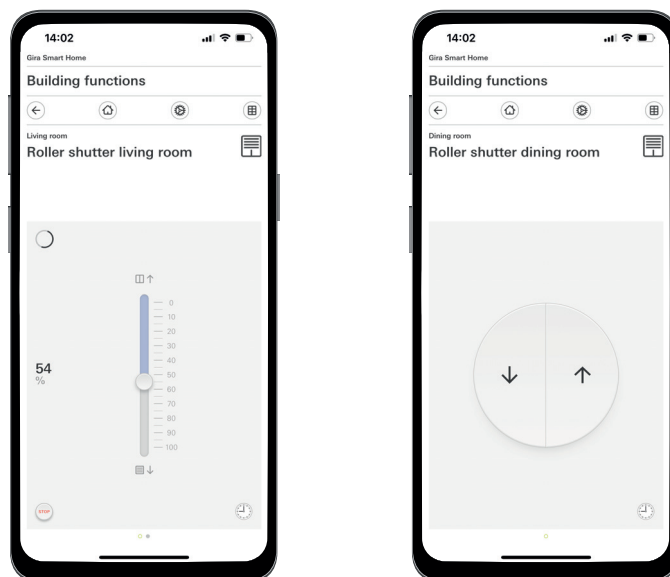 14:02
Gira Smart Home
Building functions
Living room
Roller shutter living room
0
10
20
30
40
50
60
70
80
90
100
54
%
STOP
14:02
Gira Smart Home
Building functions
Dining room
Roller shutter dining room